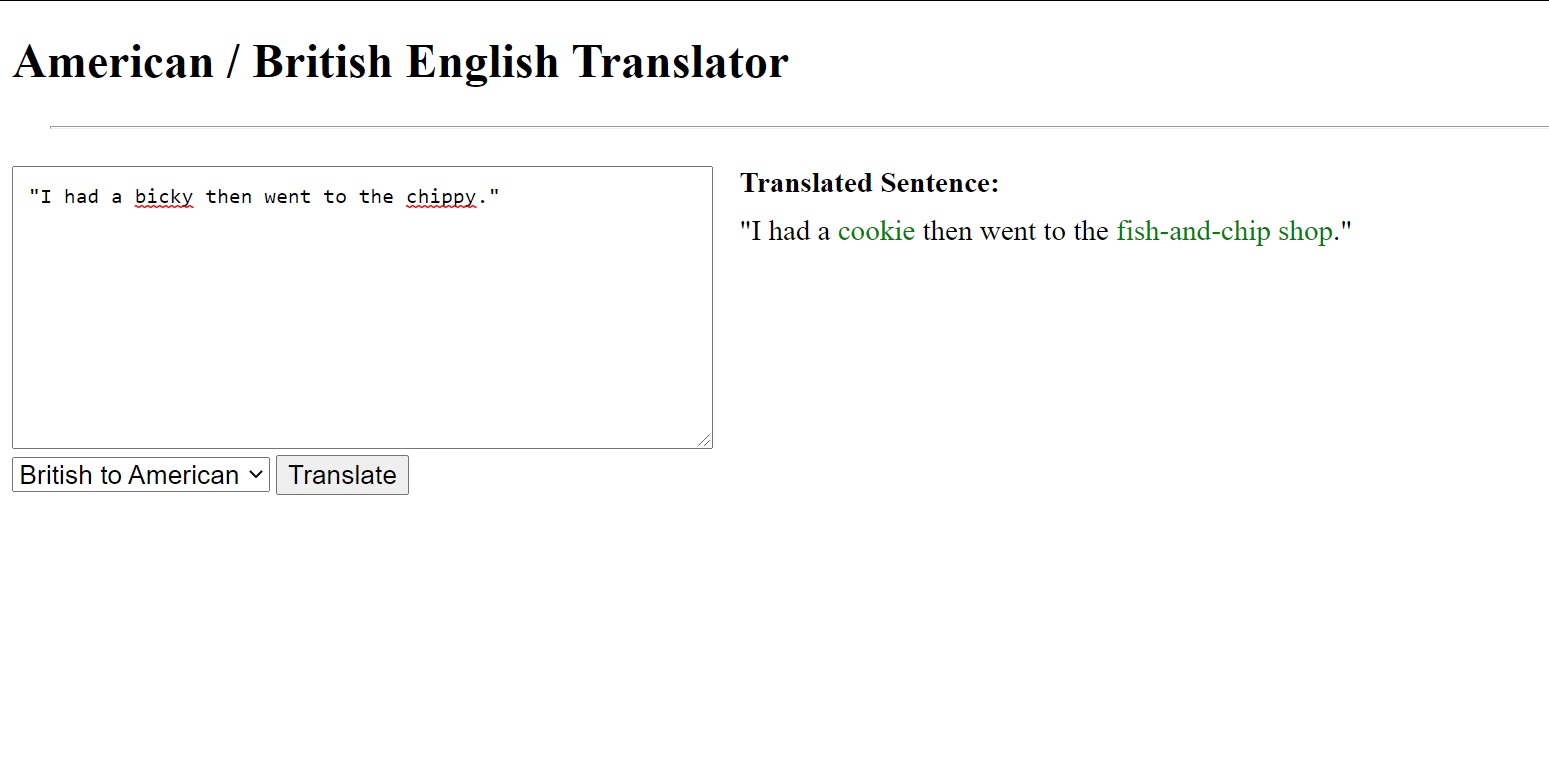 American / British English Translator
"I had a bicky then went to the chippy."
Translated Sentence:
"I had a cookie then went to the fish-and-chip shop."
British to American
Translate